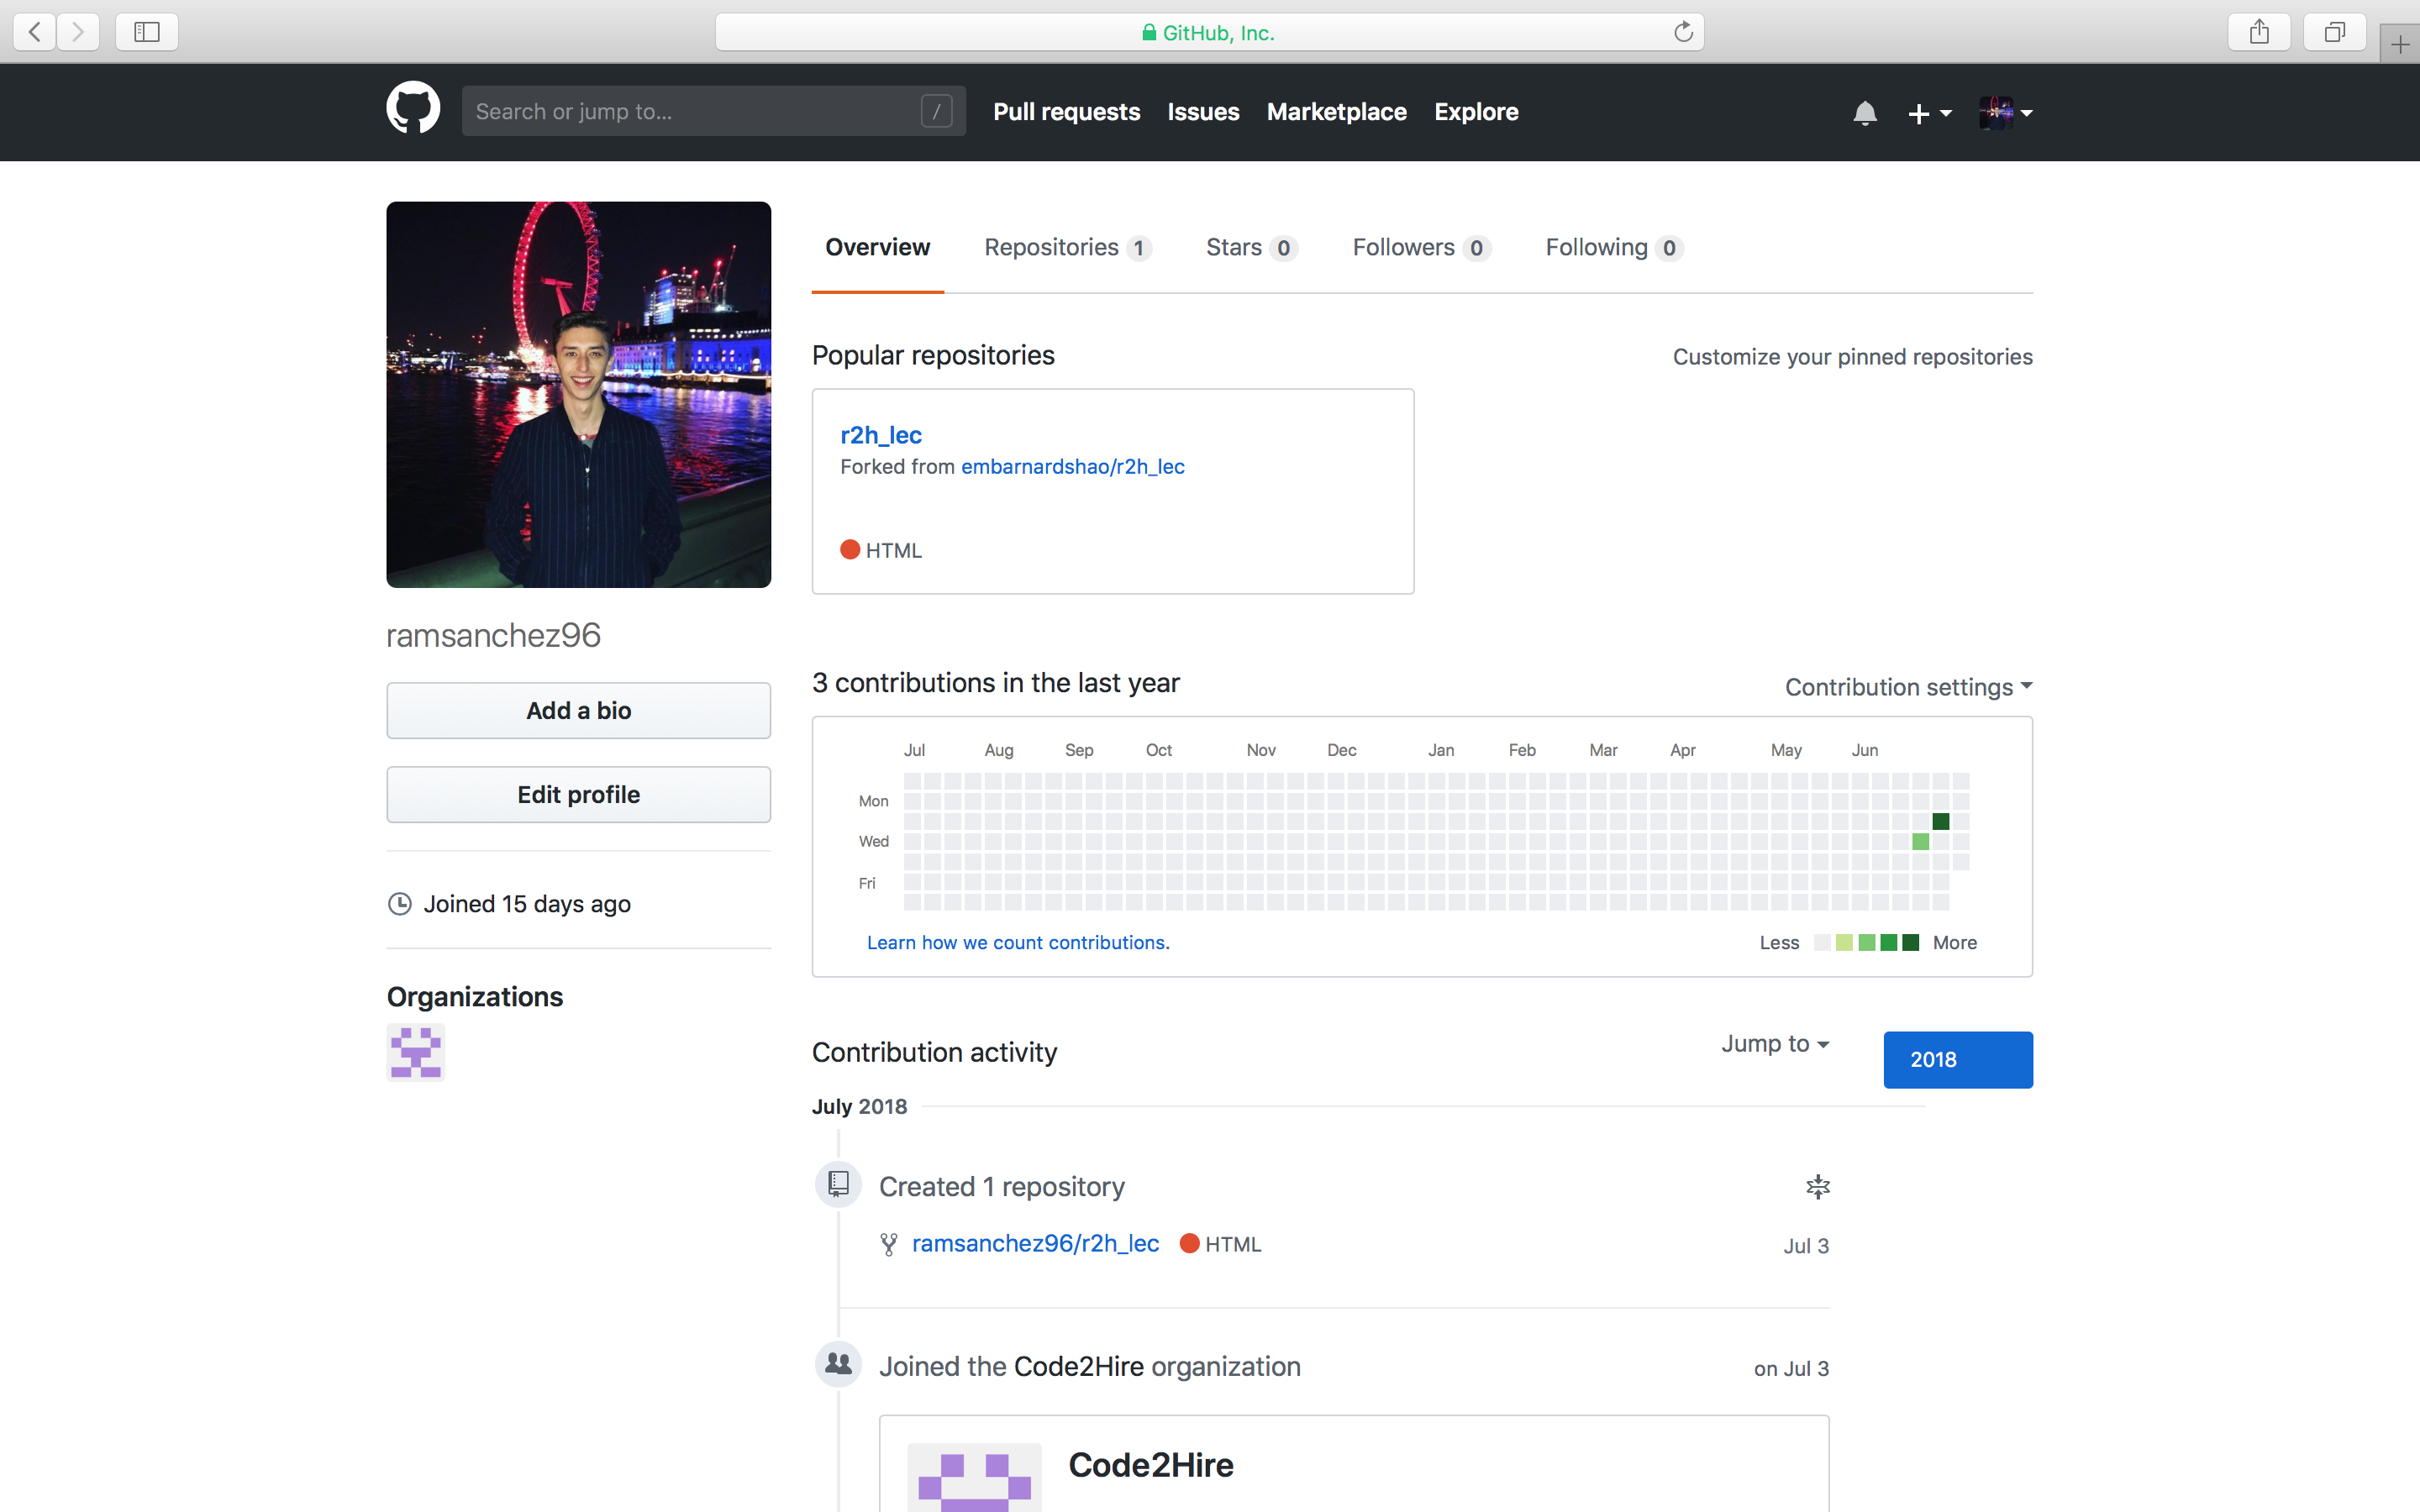 GitHub, Inc.
Search or jump to... /
Pull requests Issues Marketplace Explore
Overview Repositories 1 Stars 0 Followers 0 Following 0
Popular repositories Customize your pinned repositories
r2h_lec
Forked from embarnardshao/r2h_lec
HTML
ramsanchez96
Add a bio
Edit profile
Joined 15 days ago
Organizations
3 contributions in the last year Contribution settings
Jul Aug Sep Oct Nov Dec Jan Feb Mar Apr May Jun
Mon
Wed
Fri
Learn how we count contributions. Less More
Contribution activity Jump to 2018
July 2018
Created 1 repository
ramsanchez96/r2h_lec HTML Jul 3
Joined the Code2Hire organization on Jul 3
Code2Hire